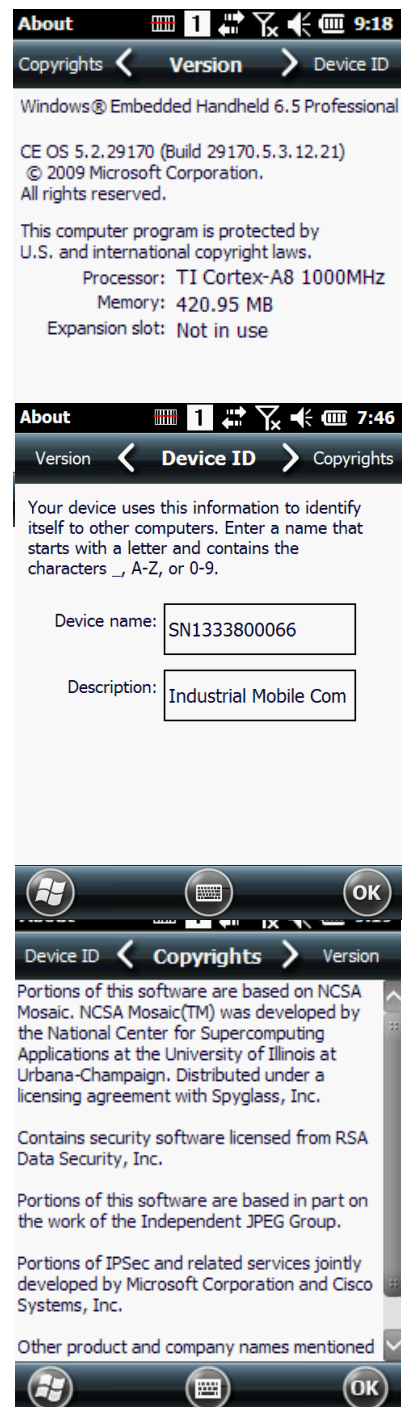 About 1 9:18
Copyrights Version Device ID
Windows® Embedded Handheld 6.5 Professional
CE OS 5.2.29170 (Build 29170.5.3.12.21)
© 2009 Microsoft Corporation.
All rights reserved.
This computer program is protected by
U.S. and international copyright laws.
Processor: TI Cortex-A8 1000MHz
Memory: 420.95 MB
Expansion slot: Not in use
About 1 7:46
Version Device ID Copyrights
Your device uses this information to identify
itself to other computers. Enter a name that
starts with a letter and contains the
characters _, A-Z, or 0-9.
Device name: SN1333800066
Description: Industrial Mobile Com
OK
Device ID Copyrights Version
Portions of this software are based on NCSA
Mosaic. NCSA Mosaic(TM) was developed by
the National Center for Supercomputing
Applications at the University of Illinois at
Urbana-Champaign. Distributed under a
licensing agreement with Spyglass, Inc.
Contains security software licensed from RSA
Data Security, Inc.
Portions of this software are based in part on
the work of the Independent JPEG Group.
Portions of IPSec and related services jointly
developed by Microsoft Corporation and Cisco
Systems, Inc.
Other product and company names mentioned
OK